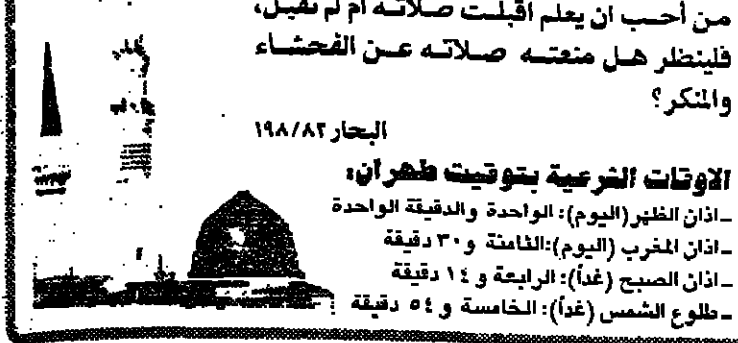 من أحب ان يعلم أقبلت صلاته أم لم تقبل،
فلينظر هل منعته صلاته عن الفحشاء
والمنكر؟
البحار ١٩٨/٨٢
الاوقات الشرعية بتوقيت طهران:
ـ اذان الظهر (اليوم): الواحدة والدقيقة الواحدة
ـ اذان المغرب (اليوم): الثامنة و٣٠ دقيقة
ـ اذان الصبح (غداً): الرابعة و ١٤ دقيقة
ـ طلوع الشمس (غداً): الخامسة و ٥٤ دقيقة